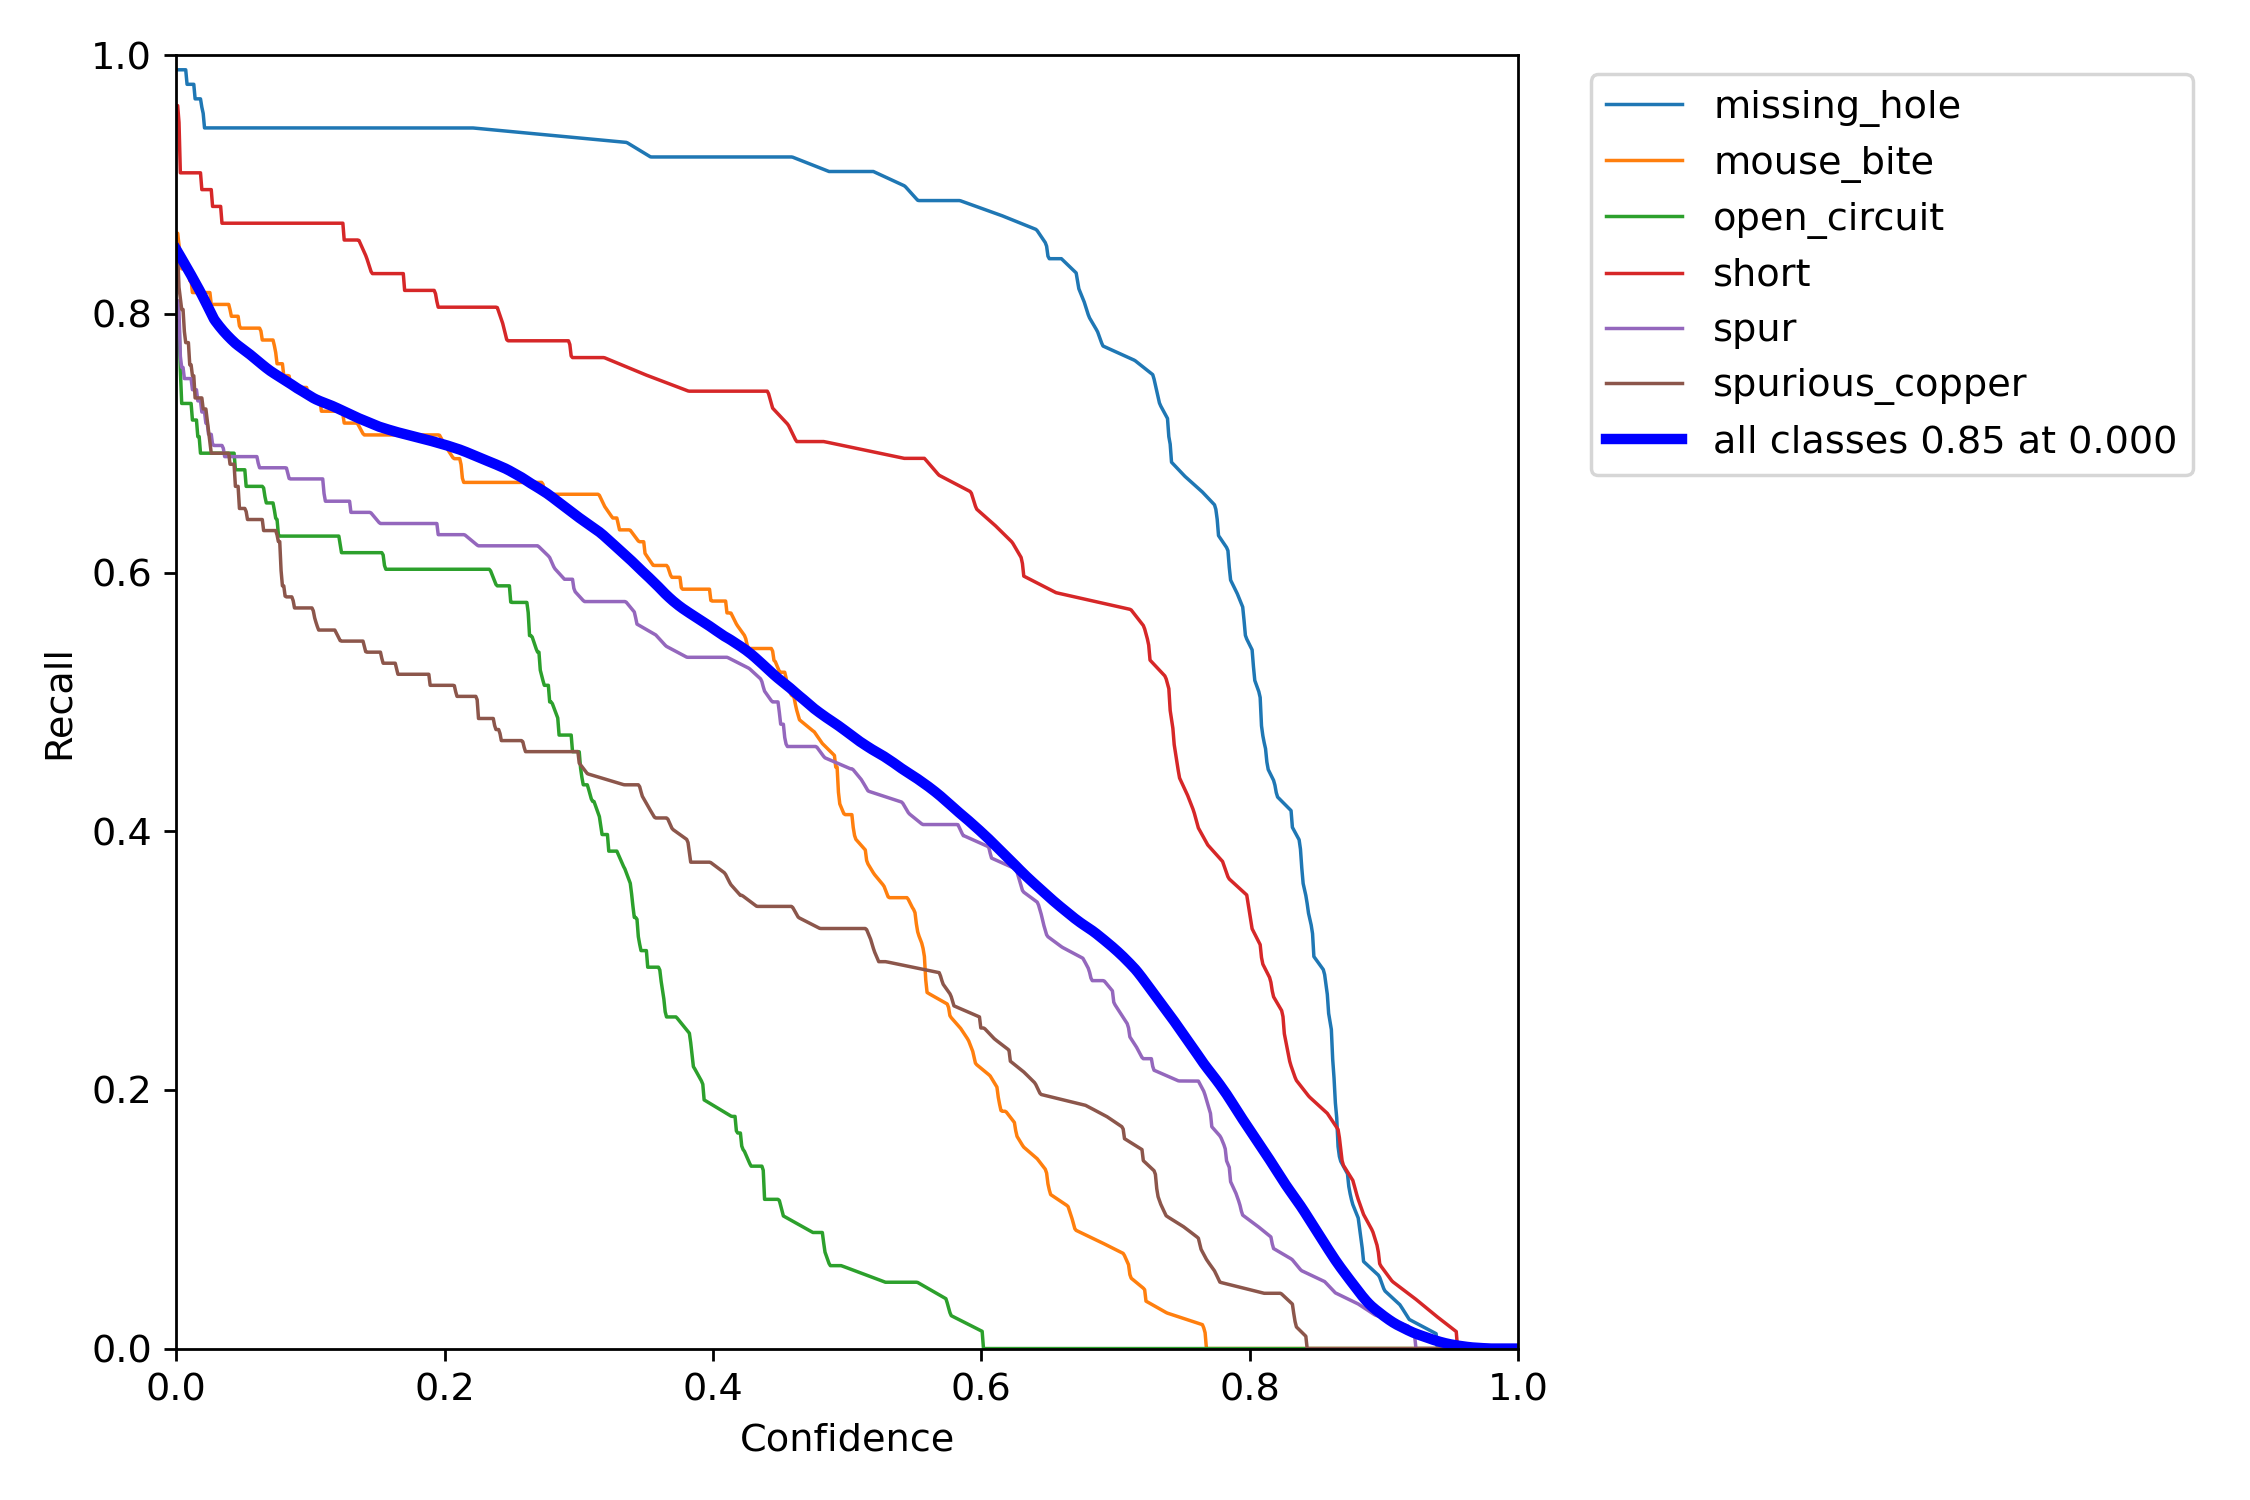 1.0
0.8
0.6
0.4
0.2
0.0
Recall
0.0 0.2 0.4 0.6 0.8 1.0
Confidence
missing_hole
mouse_bite
open_circuit
short
spur
spurious_copper
all classes 0.85 at 0.000